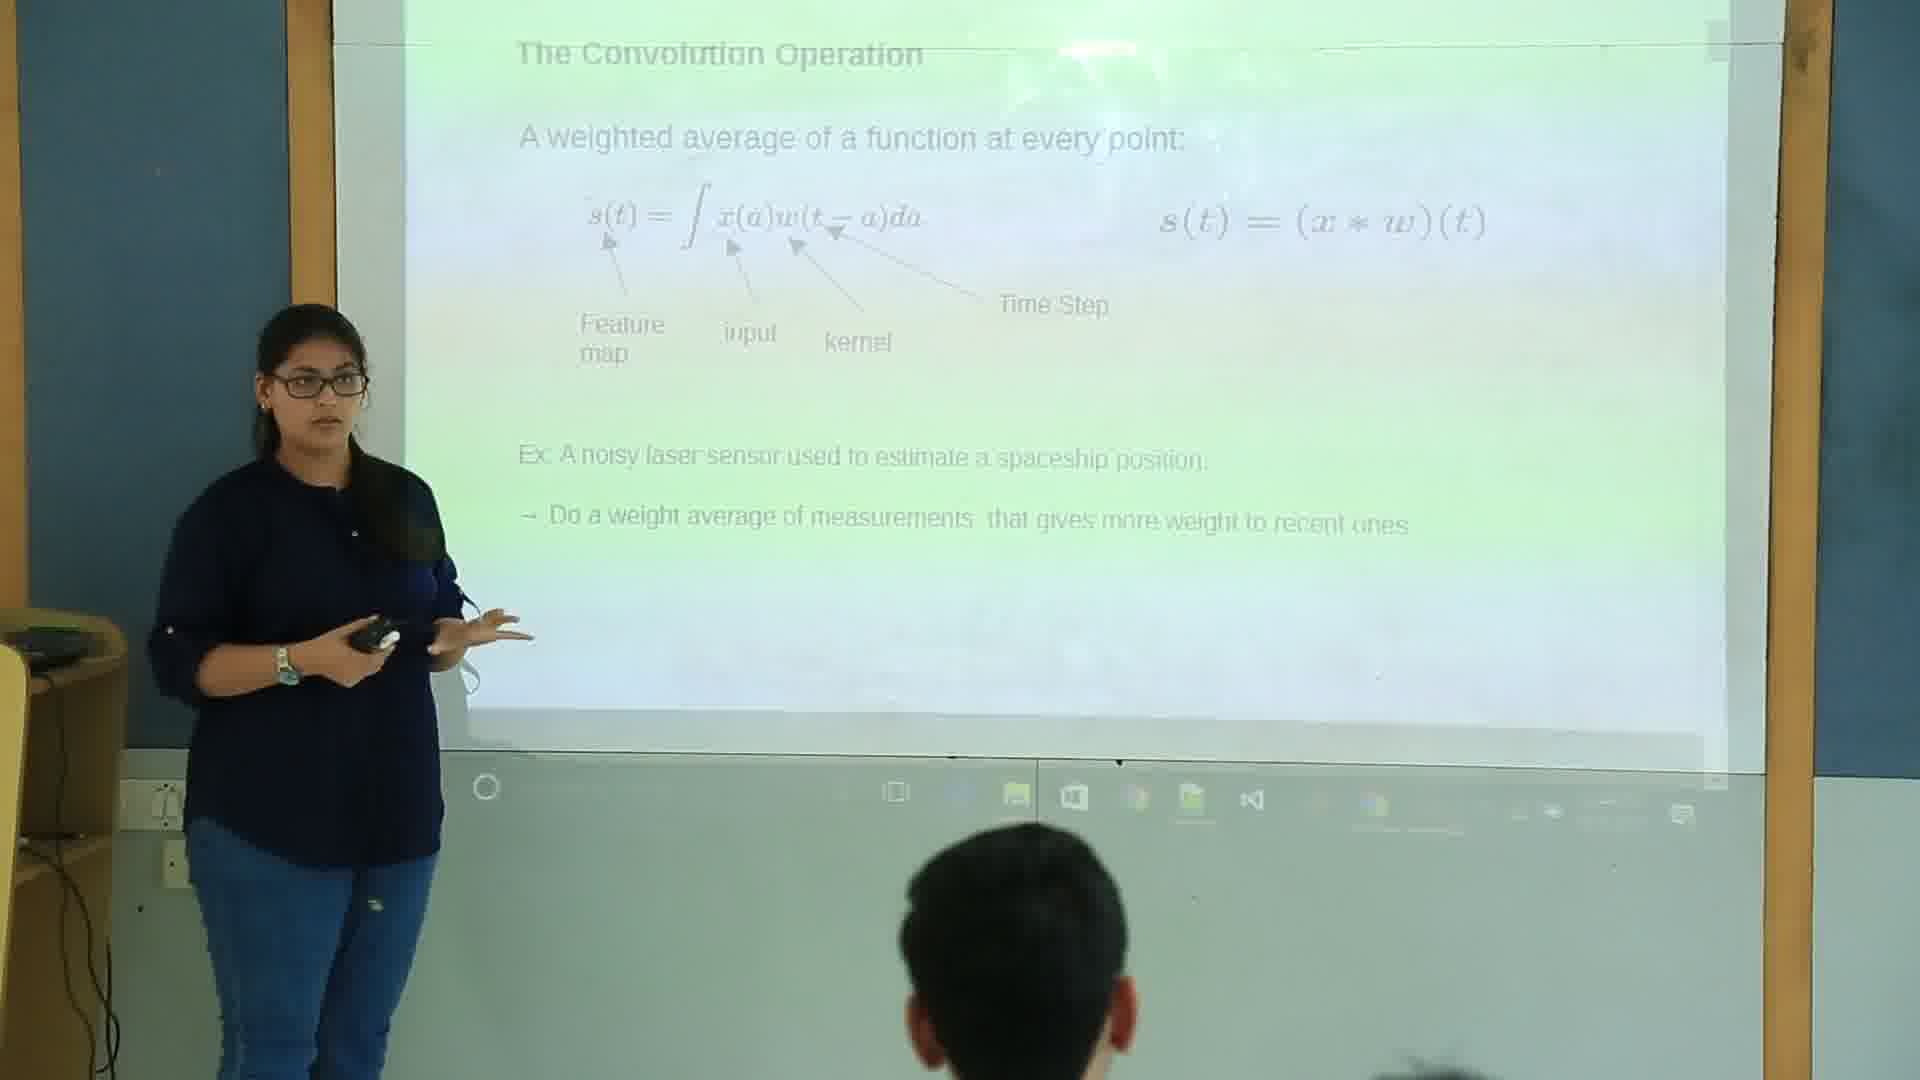 The Convolution Operation
A weighted average of a function at every point:
s(t) = ∫ x(a)w(t − a)da
s(t) = (x ∗ w)(t)
Time Step
Feature
map
input
kernel
Ex: A noisy laser sensor used to estimate a spaceship position.
→ Do a weight average of measurements that gives more weight to recent ones